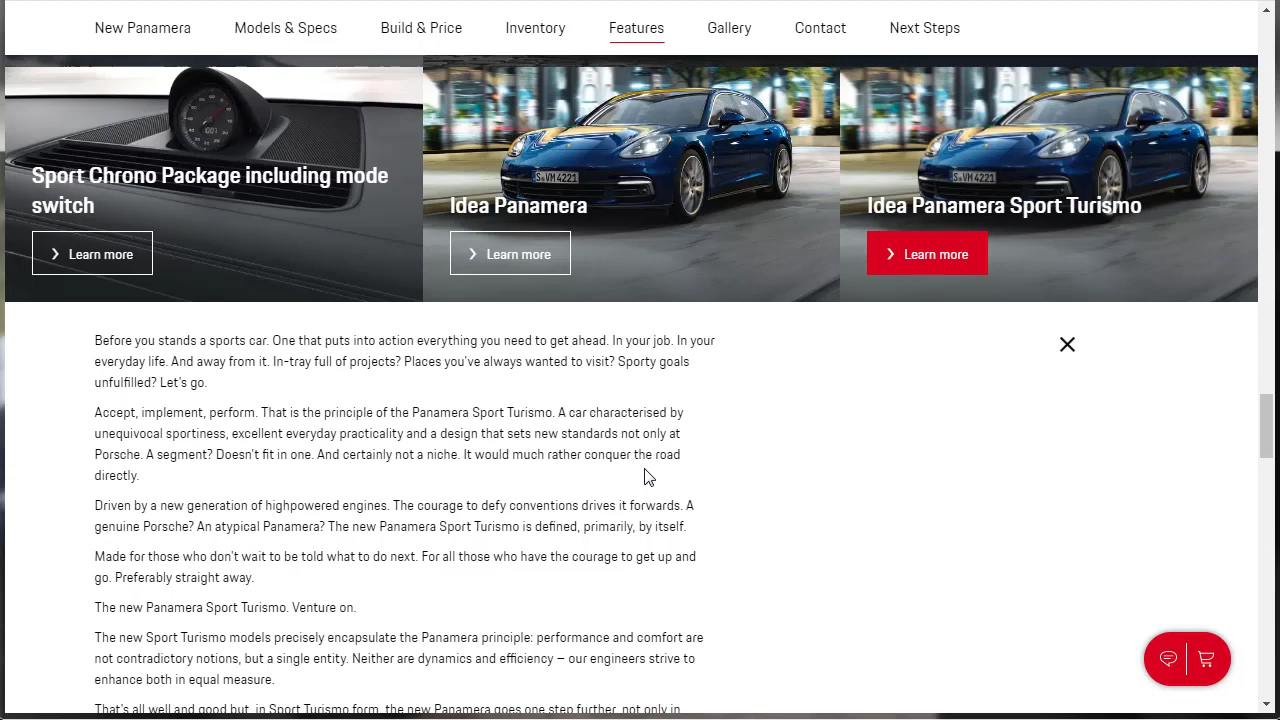 New Panamera
Models & Specs
Build & Price
Inventory
Features
Gallery
Contact
Next Steps
Sport Chrono Package including mode
switch
Learn more
S VM 4221
Idea Panamera
Learn more
S VM 4221
Idea Panamera Sport Turismo
Learn more
Before you stands a sports car. One that puts into action everything you need to get ahead. In your job. In your
everyday life. And away from it. In-tray full of projects? Places you've always wanted to visit? Sporty goals
unfulfilled? Let's go.
Accept, implement, perform. That is the principle of the Panamera Sport Turismo. A car characterised by
unequivocal sportiness, excellent everyday practicality and a design that sets new standards not only at
Porsche. A segment? Doesn't fit in one. And certainly not a niche. It would much rather conquer the road
directly.
Driven by a new generation of highpowered engines. The courage to defy conventions drives it forwards. A
genuine Porsche? An atypical Panamera? The new Panamera Sport Turismo is defined, primarily, by itself.
Made for those who don't wait to be told what to do next. For all those who have the courage to get up and
go. Preferably straight away.
The new Panamera Sport Turismo. Venture on.
The new Sport Turismo models precisely encapsulate the Panamera principle: performance and comfort are
not contradictory notions, but a single entity. Neither are dynamics and efficiency – our engineers strive to
enhance both in equal measure.
That's all well and good but, in Sport Turismo form, the new Panamera goes one step further, not only in